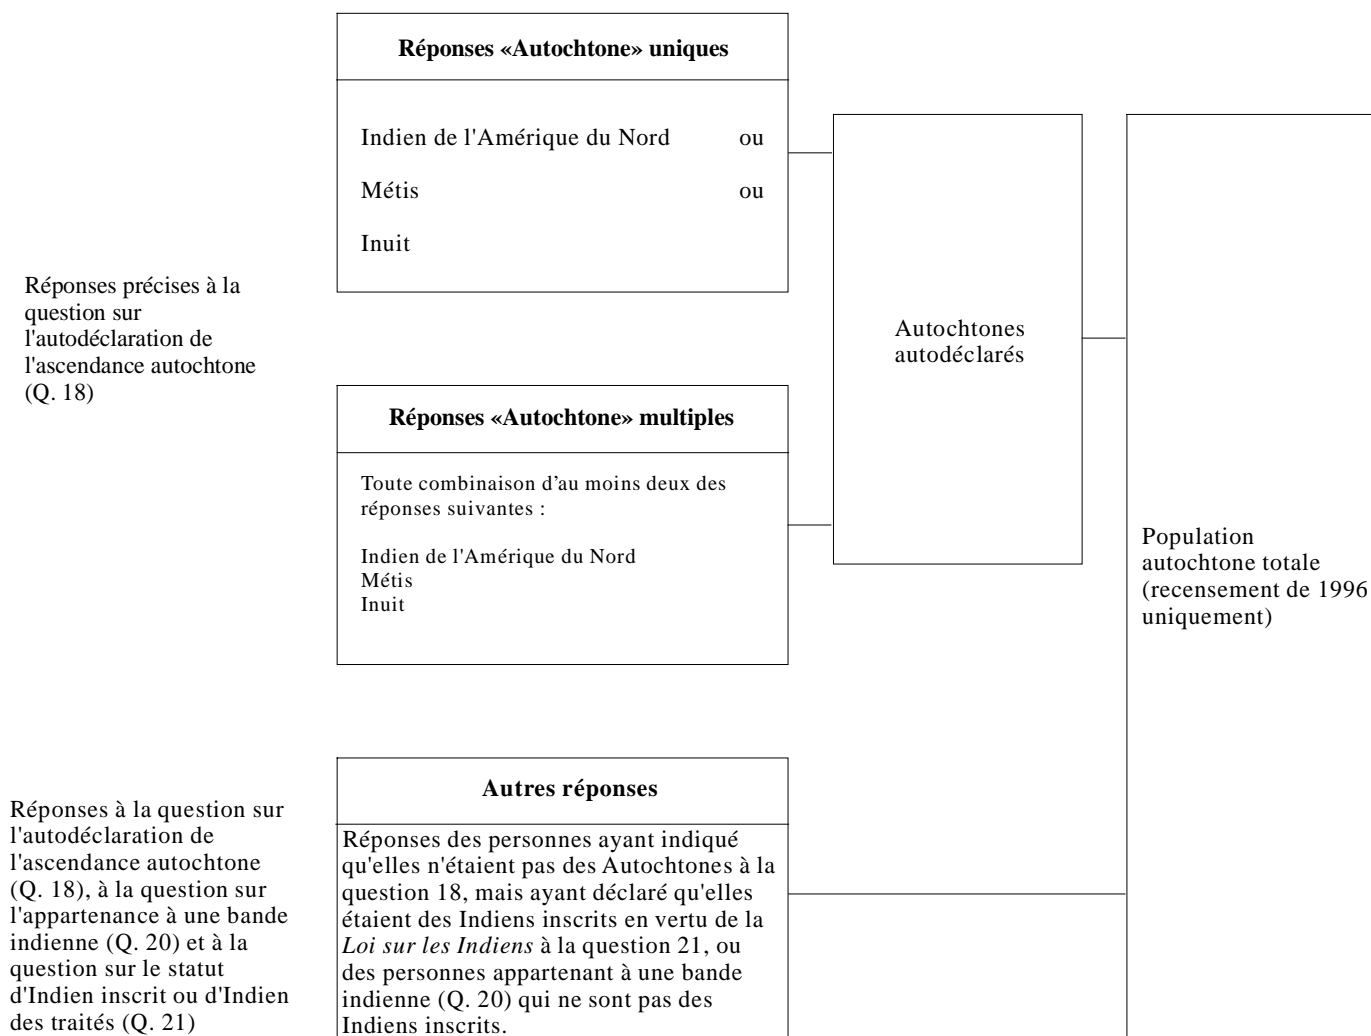 Réponses «Autochtone» uniques
Indien de l'Amérique du Nord ou
Métis ou
Inuit
Réponses précises à la
question sur
l'autodéclaration de
l'ascendance autochtone
(Q. 18)
Autochtones
autodéclarés
Réponses «Autochtone» multiples
Toute combinaison d’au moins deux des
réponses suivantes :
Indien de l'Amérique du Nord
Métis
Inuit
Population
autochtone totale
(recensement de 1996
uniquement)
Réponses à la question sur
l'autodéclaration de
l'ascendance autochtone
(Q. 18), à la question sur
l'appartenance à une bande
indienne (Q. 20) et à la
question sur le statut
d'Indien inscrit ou d'Indien
des traités (Q. 21)
Autres réponses
Réponses des personnes ayant indiqué
qu'elles n'étaient pas des Autochtones à la
question 18, mais ayant déclaré qu'elles
étaient des Indiens inscrits en vertu de la
Loi sur les Indiens à la question 21, ou
des personnes appartenant à une bande
indienne (Q. 20) qui ne sont pas des
Indiens inscrits.